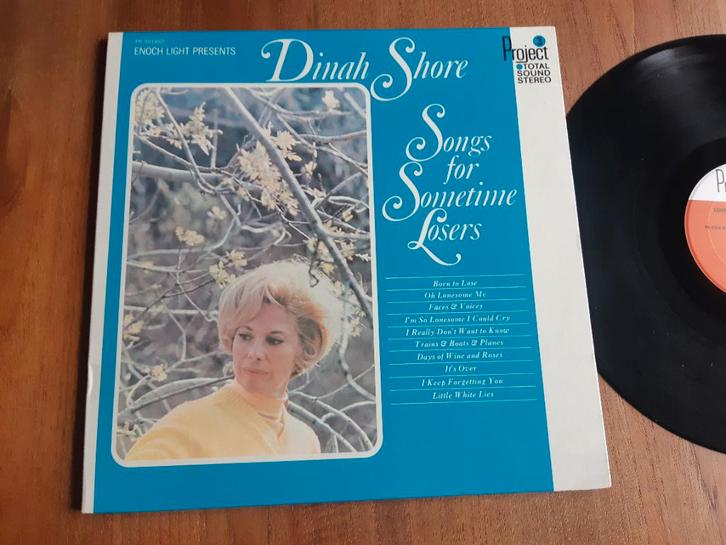 ENOCH LIGHT PRESENTS
Dinah Shore
Project 3
TOTAL
SOUND
STEREO
Songs
for
Sometime
Losers
Born to Lose
Oh Lonesome Me
Faces & Voices
I'm So Lonesome I Could Cry
I Really Don't Want to Know
Trains & Boats & Planes
Days of Wine and Roses
It's Over
I Keep Forgetting You
Little White Lies